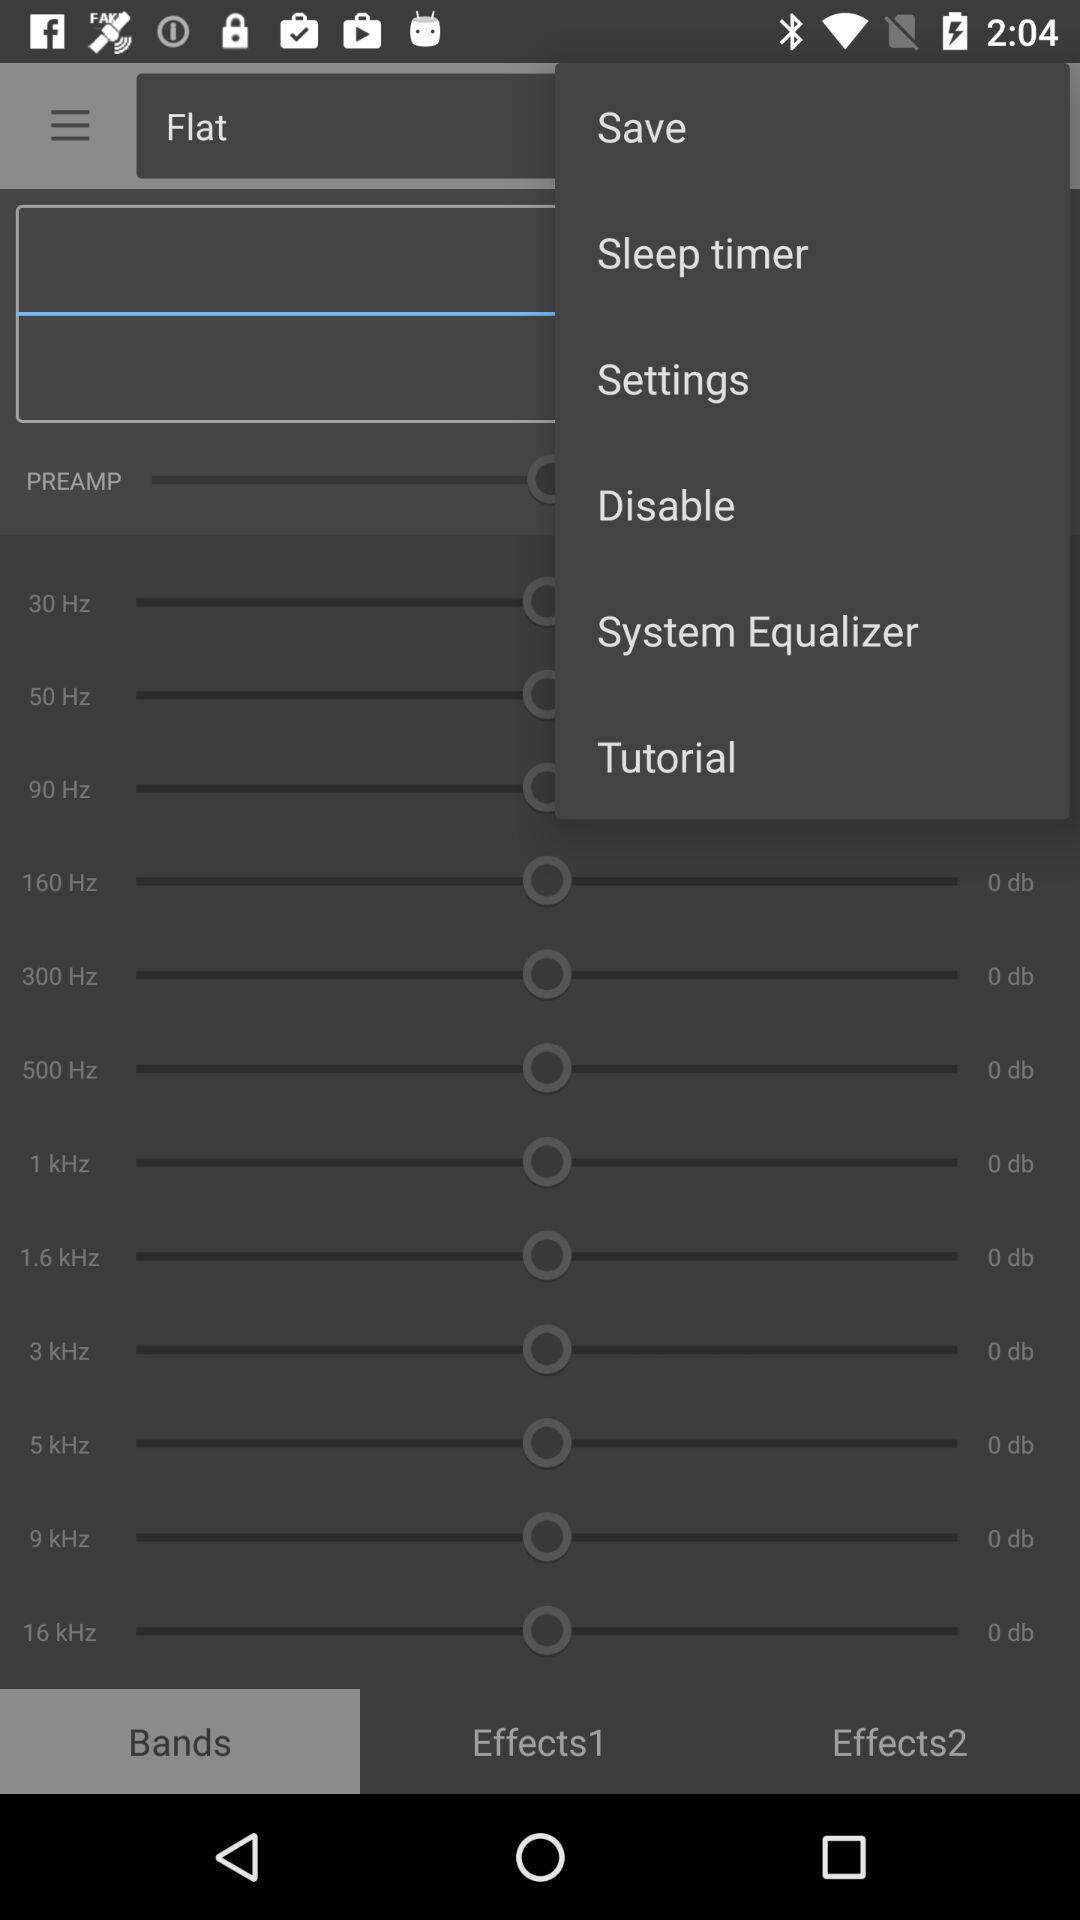 FAKE
2:04
Flat
Save
Sleep timer
Settings
Disable
System Equalizer
Tutorial
PREAMP
30 Hz
50 Hz
90 Hz
160 Hz 0 db
300 Hz 0 db
500 Hz 0 db
1 kHz 0 db
1.6 kHz 0 db
3 kHz 0 db
5 kHz 0 db
9 kHz 0 db
16 kHz 0 db
Bands Effects1 Effects2